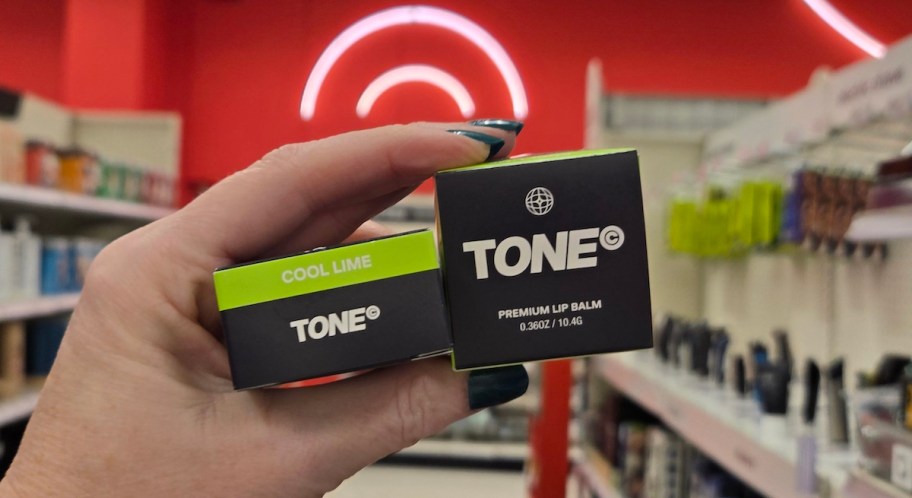 COOL LIME
TONE©
TONE©
PREMIUM LIP BALM
0.36OZ / 10.4G